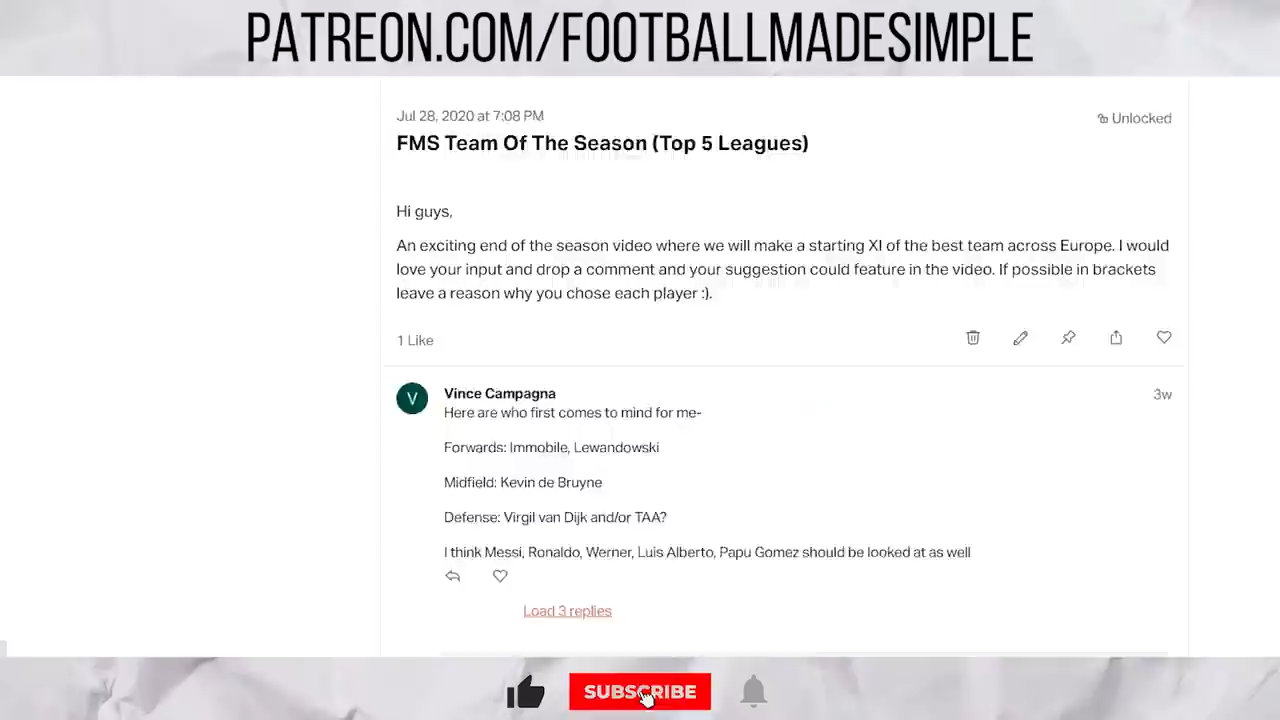 PATREON.COM/FOOTBALLMADESIMPLE
Jul 28, 2020 at 7:08 PM
Unlocked
FMS Team Of The Season (Top 5 Leagues)
Hi guys,
An exciting end of the season video where we will make a starting XI of the best team across Europe. I would
love your input and drop a comment and your suggestion could feature in the video. If possible in brackets
leave a reason why you chose each player :).
1 Like
V
Vince Campagna
3w
Here are who first comes to mind for me-
Forwards: Immobile, Lewandowski
Midfield: Kevin de Bruyne
Defense: Virgil van Dijk and/or TAA?
I think Messi, Ronaldo, Werner, Luis Alberto, Papu Gomez should be looked at as well
Load 3 replies
SUBSCRIBE